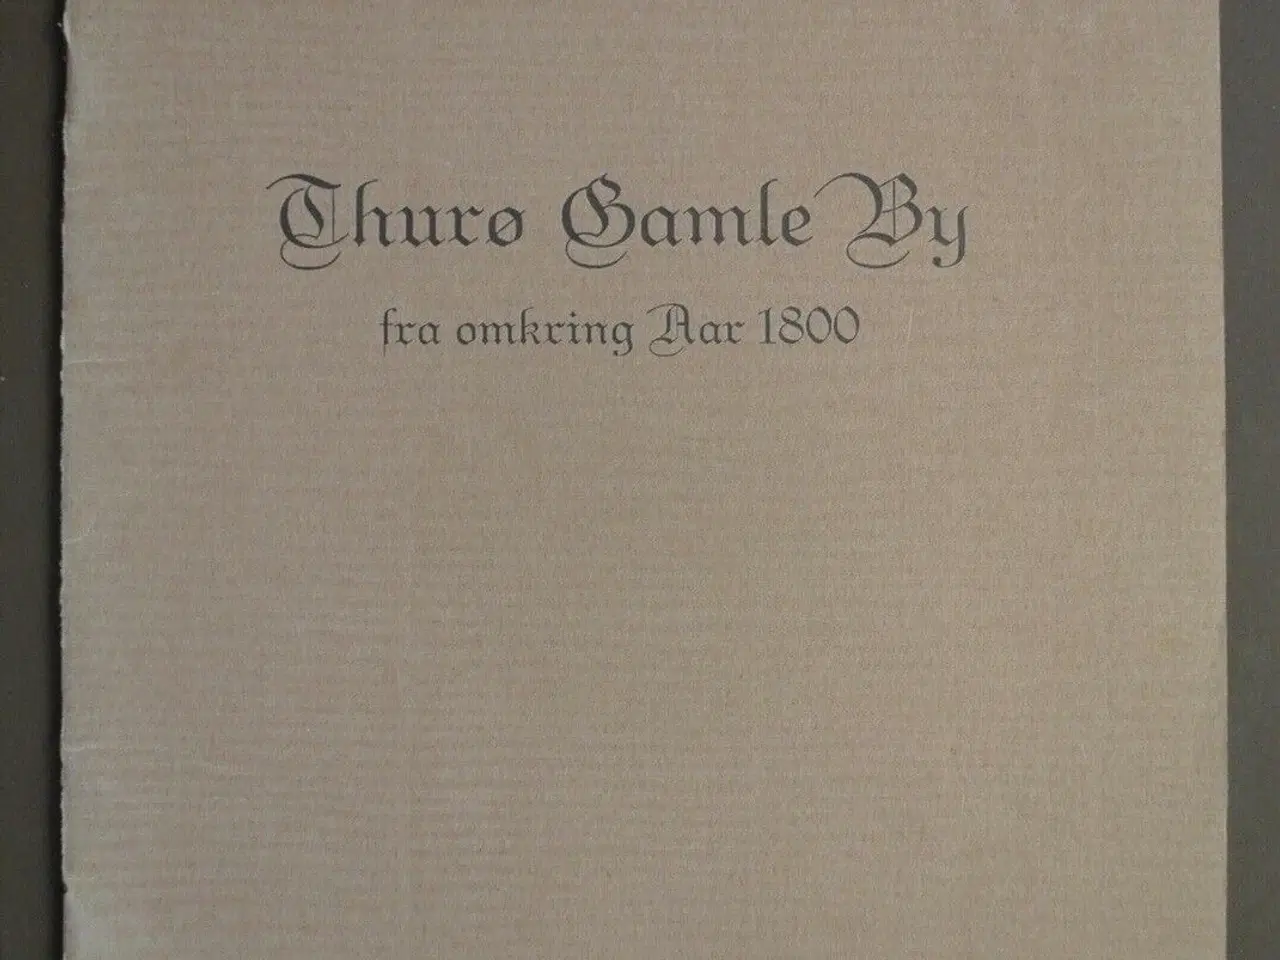 Thurø Gamle By
fra omkring Aar 1800